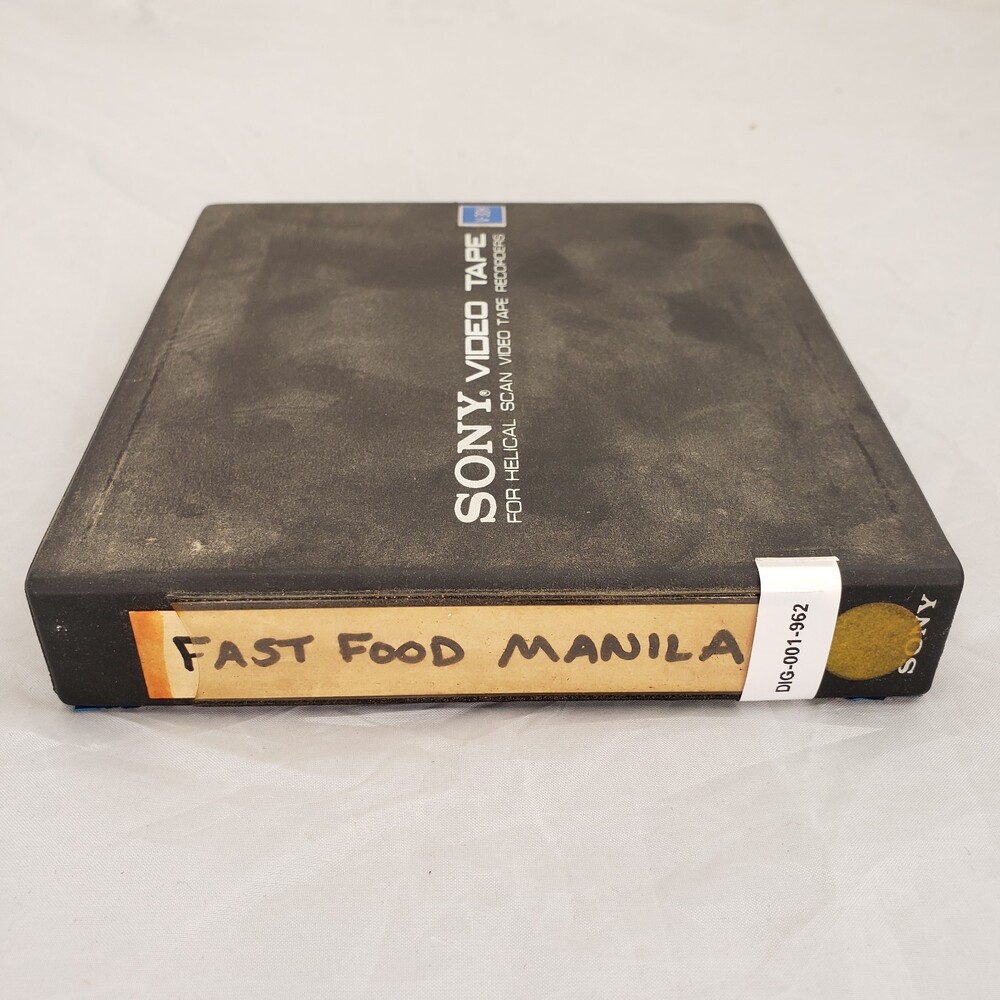 SONY® VIDEO TAPE
FOR HELICAL SCAN VIDEO TAPE RECORDERS
FAST FOOD MANILA
DIG-001-962
SONY